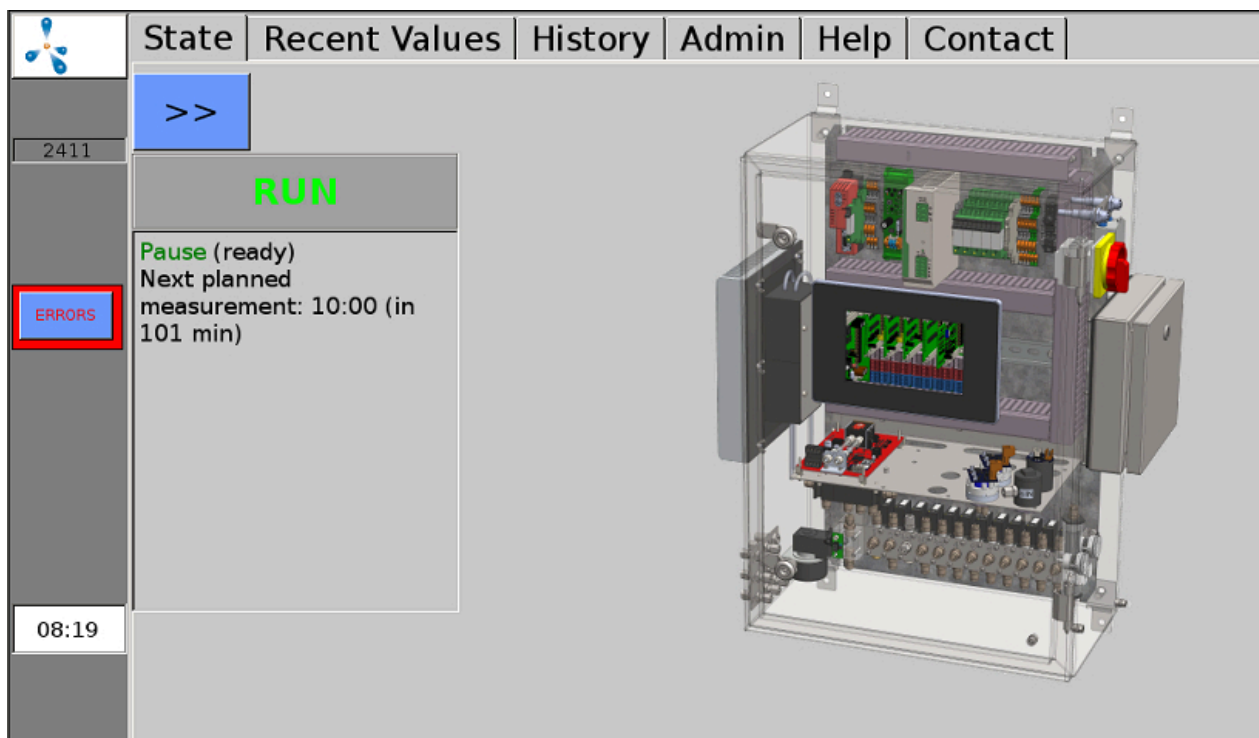 State Recent Values History Admin Help Contact
>>
2411
RUN
Pause (ready)
Next planned
measurement: 10:00 (in
101 min)
ERRORS
08:19